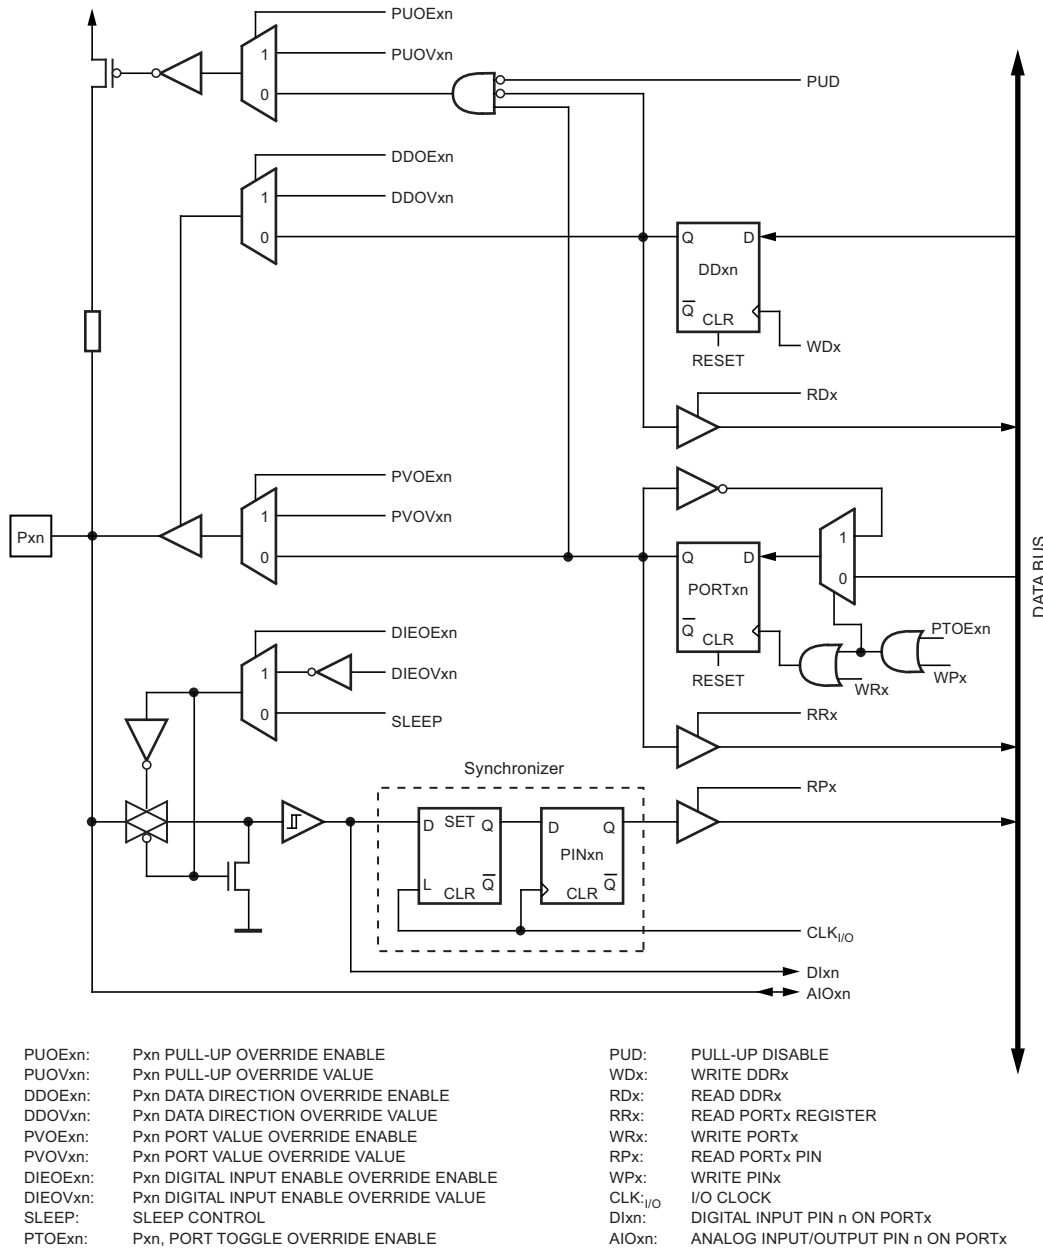 PUOExn
PUOVxn
1
0
PUD
DDOExn
DDOVxn
1
0
Q D
DDxn
Q
CLR
RESET
WDx
RDx
PVOExn
PVOVxn
1
0
Pxn
1
0
Q D
PORTxn
Q
CLR
RESET
PTOExn
WPx
WRx
DATA BUS
DIEOExn
DIEOVxn
1
0
SLEEP
RRx
Synchronizer
RPx
D SET Q
L CLR Q
D Q
PINxn
CLR Q
CLKI/O
DIxn
AIOxn
PUOExn: Pxn PULL-UP OVERRIDE ENABLE
PUOVxn: Pxn PULL-UP OVERRIDE VALUE
DDOExn: Pxn DATA DIRECTION OVERRIDE ENABLE
DDOVxn: Pxn DATA DIRECTION OVERRIDE VALUE
PVOExn: Pxn PORT VALUE OVERRIDE ENABLE
PVOVxn: Pxn PORT VALUE OVERRIDE VALUE
DIEOExn: Pxn DIGITAL INPUT ENABLE OVERRIDE ENABLE
DIEOVxn: Pxn DIGITAL INPUT ENABLE OVERRIDE VALUE
SLEEP: SLEEP CONTROL
PTOExn: Pxn, PORT TOGGLE OVERRIDE ENABLE
PUD: PULL-UP DISABLE
WDx: WRITE DDRx
RDx: READ DDRx
RRx: READ PORTx REGISTER
WRx: WRITE PORTx
RPx: READ PORTx PIN
WPx: WRITE PINx
CLK:I/O I/O CLOCK
DIxn: DIGITAL INPUT PIN n ON PORTx
AIOxn: ANALOG INPUT/OUTPUT PIN n ON PORTx